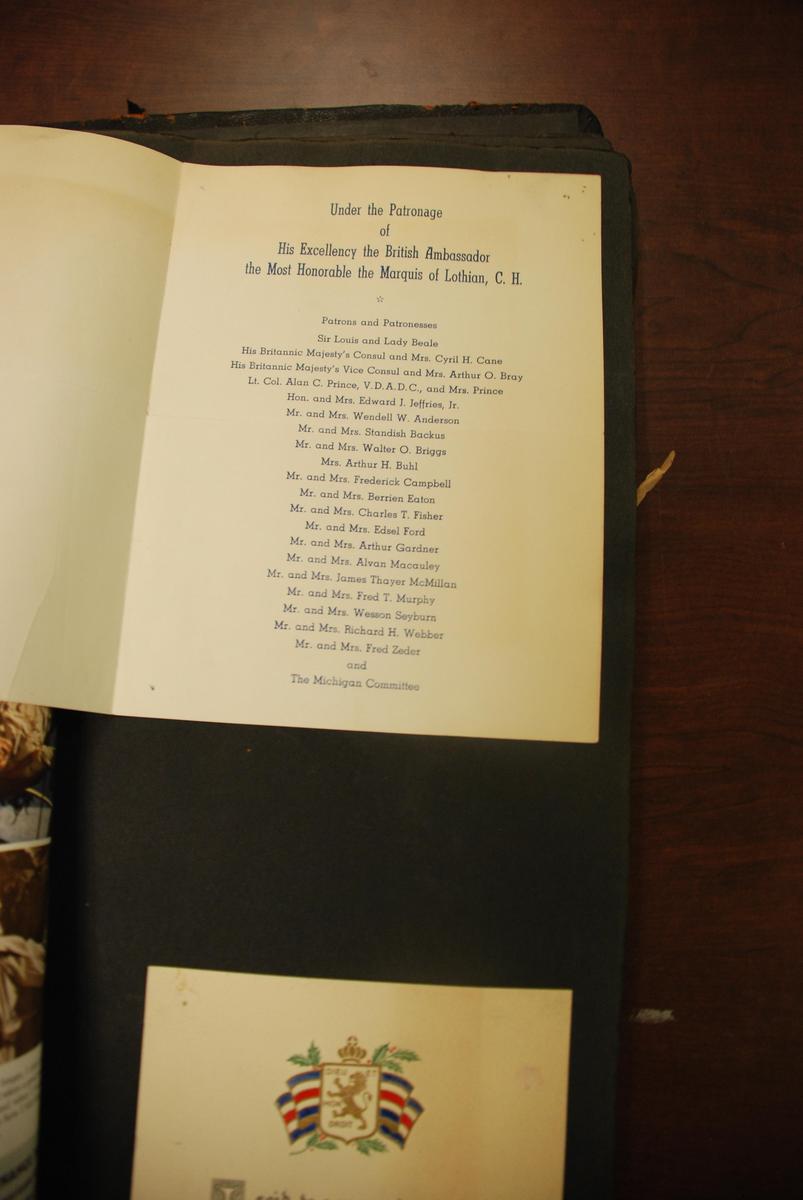 Under the Patronage
of
His Excellency the British Ambassador
the Most Honorable the Marquis of Lothian, C. H.
Patrons and Patronesses
Sir Louis and Lady Beale
His Britannic Majesty's Consul and Mrs. Cyril H. Cane
His Britannic Majesty's Vice Consul and Mrs. Arthur O. Bray
Lt. Col. Alan C. Prince, V.D.A.D.C., and Mrs. Prince
Hon. and Mrs. Edward J. Jeffries, Jr.
Mr. and Mrs. Wendell W. Anderson
Mr. and Mrs. Standish Backus
Mr. and Mrs. Walter O. Briggs
Mrs. Arthur H. Buhl
Mr. and Mrs. Frederick Campbell
Mr. and Mrs. Berrien Eaton
Mr. and Mrs. Charles T. Fisher
Mr. and Mrs. Edsel Ford
Mr. and Mrs. Arthur Gardner
Mr. and Mrs. Alvan Macauley
Mr. and Mrs. James Thayer McMillan
Mr. and Mrs. Fred T. Murphy
Mr. and Mrs. Wesson Seyburn
Mr. and Mrs. Richard H. Webber
Mr. and Mrs. Fred Zeder
and
The Michigan Committee
DIEU ET
MON
DROIT